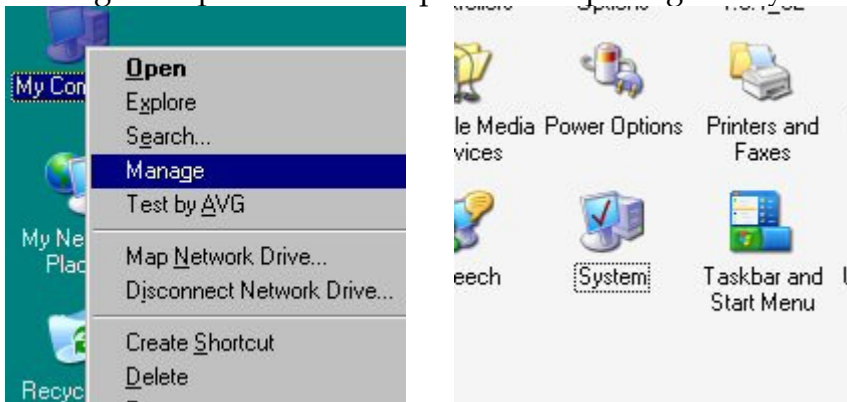 My Con
Open
Explore
Search...
Manage
Test by AVG
My Ne
Plac
Map Network Drive...
Disconnect Network Drive...
Create Shortcut
Delete
Recyc
le Media
vices
Power Options
Printers and
Faxes
eech
System
Taskbar and
Start Menu